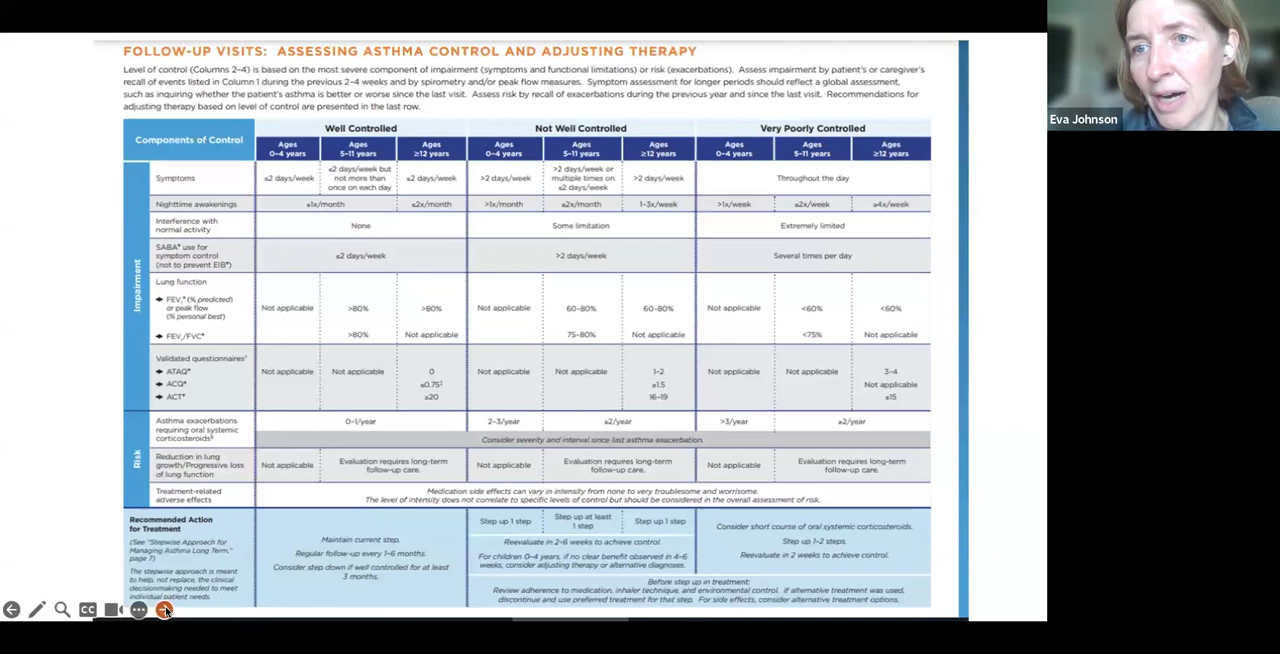 FOLLOW-UP VISITS: ASSESSING ASTHMA CONTROL AND ADJUSTING THERAPY
Level of control (Columns 2–4) is based on the most severe component of impairment (symptoms and functional limitations) or risk (exacerbations). Assess impairment by patient's or caregiver's
recall of events listed in Column 1 during the previous 2–4 weeks and by spirometry and/or peak flow measures. Symptom assessment for longer periods should reflect a global assessment,
such as inquiring whether the patient's asthma is better or worse since the last visit. Assess risk by recall of exacerbations during the previous year and since the last visit. Recommendations for
adjusting therapy based on level of control are presented in the last row.
Eva Johnson
Components of Control
Well Controlled
Not Well Controlled
Very Poorly Controlled
Ages 0–4 years
Ages 5–11 years
Ages ≥12 years
Ages 0–4 years
Ages 5–11 years
Ages ≥12 years
Ages 0–4 years
Ages 5–11 years
Ages ≥12 years
Impairment
Symptoms
≤2 days/week
≤2 days/week but
not more than
once on each day
≤2 days/week
>2 days/week
>2 days/week or
multiple times on
≤2 days/week
>2 days/week
Throughout the day
Nighttime awakenings
≤1x/month
≤2x/month
>1x/month
≥2x/month
1–3x/week
>1x/week
≥2x/week
≥4x/week
Interference with
normal activity
None
Some limitation
Extremely limited
SABA* use for
symptom control
(not to prevent EIB*)
≤2 days/week
>2 days/week
Several times per day
Lung function
➔ FEV₁* (% predicted)
or peak flow
(% personal best)
Not applicable
>80%
>80%
Not applicable
60–80%
60–80%
Not applicable
<60%
<60%
➔ FEV₁/FVC*
>80%
Not applicable
75–80%
Not applicable
<75%
Not applicable
Validated questionnaires†
➔ ATAQ*
Not applicable
Not applicable
0
Not applicable
Not applicable
1–2
Not applicable
Not applicable
3–4
➔ ACQ*
≤0.75‡
≥1.5
Not applicable
➔ ACT*
≥20
16–19
≤15
Risk
Asthma exacerbations
requiring oral systemic
corticosteroids§
0–1/year
2–3/year
≥2/year
>3/year
≥2/year
Consider severity and interval since last asthma exacerbation.
Reduction in lung
growth/Progressive loss
of lung function
Not applicable
Evaluation requires long-term
follow-up care.
Not applicable
Evaluation requires long-term
follow-up care.
Not applicable
Evaluation requires long-term
follow-up care.
Treatment-related
adverse effects
Medication side effects can vary in intensity from none to very troublesome and worrisome.
The level of intensity does not correlate to specific levels of control but should be considered in the overall assessment of risk.
Recommended Action
for Treatment
(See "Stepwise Approach for
Managing Asthma Long Term,"
page 7)
The stepwise approach is meant
to help, not replace, the clinical
decisionmaking needed to meet
individual patient needs.
Maintain current step.
Regular follow-up every 1–6 months.
Consider step down if well controlled for at least
3 months.
Step up 1 step
Step up at least
1 step
Step up 1 step
Reevaluate in 2–6 weeks to achieve control.
For children 0–4 years, if no clear benefit observed in 4–6
weeks, consider adjusting therapy or alternative diagnoses.
Consider short course of oral systemic corticosteroids.
Step up 1–2 steps.
Reevaluate in 2 weeks to achieve control.
Before step up in treatment:
Review adherence to medication, inhaler technique, and environmental control. If alternative treatment was used,
discontinue and use preferred treatment for that step. For side effects, consider alternative treatment options.
CC